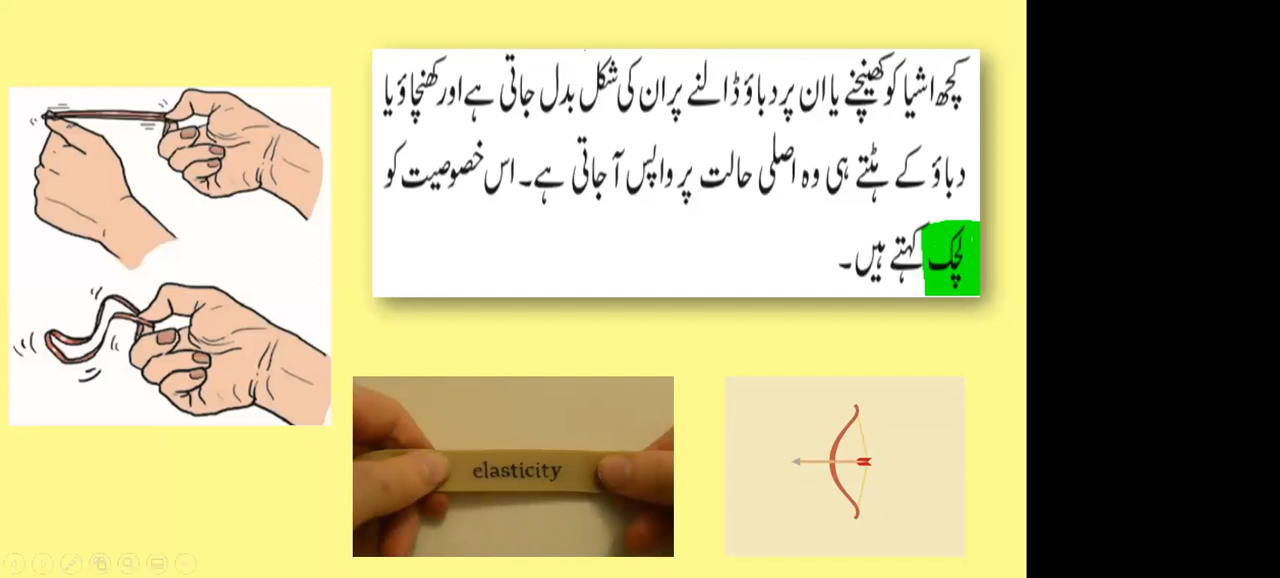 کچھ اشیا کو کھینچنے یا ان پر دباؤ ڈالنے پر ان کی شکل بدل جاتی ہے اور کھنچاؤ یا
دباؤ کے ہٹتے ہی وہ اصلی حالت پر واپس آ جاتی ہے۔ اس خصوصیت کو
لچک کہتے ہیں۔
elasticity